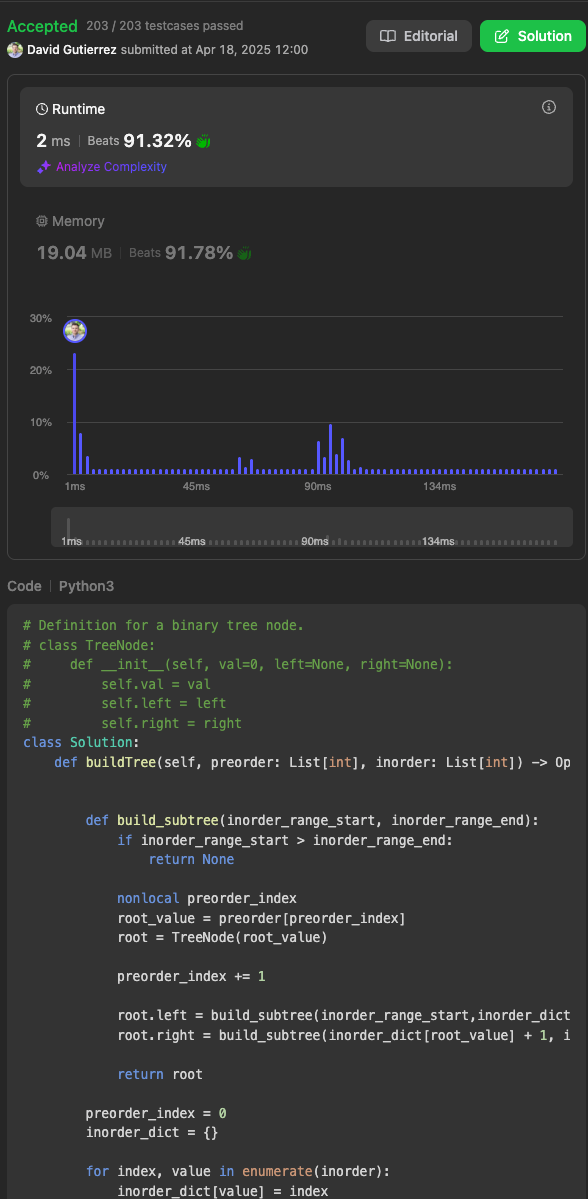 Accepted 203 / 203 testcases passed
Editorial
Solution
David Gutierrez submitted at Apr 18, 2025 12:00
Runtime
2 ms | Beats 91.32%
Analyze Complexity
Memory
19.04 MB | Beats 91.78%
30%
20%
10%
0%
1ms 45ms 90ms 134ms
1ms 45ms 90ms 134ms
Code | Python3
# Definition for a binary tree node.
# class TreeNode:
#     def __init__(self, val=0, left=None, right=None):
#         self.val = val
#         self.left = left
#         self.right = right
class Solution:
    def buildTree(self, preorder: List[int], inorder: List[int]) -> Op
        def build_subtree(inorder_range_start, inorder_range_end):
            if inorder_range_start > inorder_range_end:
                return None
            nonlocal preorder_index
            root_value = preorder[preorder_index]
            root = TreeNode(root_value)
            preorder_index += 1
            root.left = build_subtree(inorder_range_start,inorder_dict
            root.right = build_subtree(inorder_dict[root_value] + 1, i
            return root
        preorder_index = 0
        inorder_dict = {}
        for index, value in enumerate(inorder):
            inorder_dict[value] = index